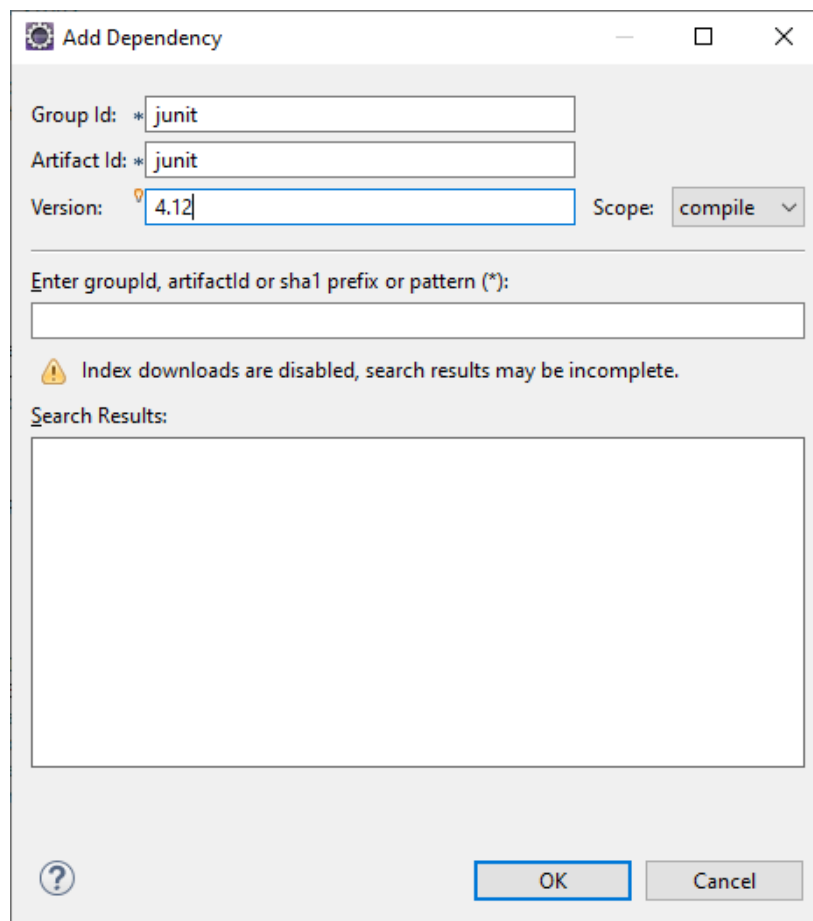 Add Dependency
Group Id: * junit
Artifact Id: * junit
Version: 4.12 Scope: compile
Enter groupId, artifactId or sha1 prefix or pattern (*):
Index downloads are disabled, search results may be incomplete.
Search Results:
? OK Cancel